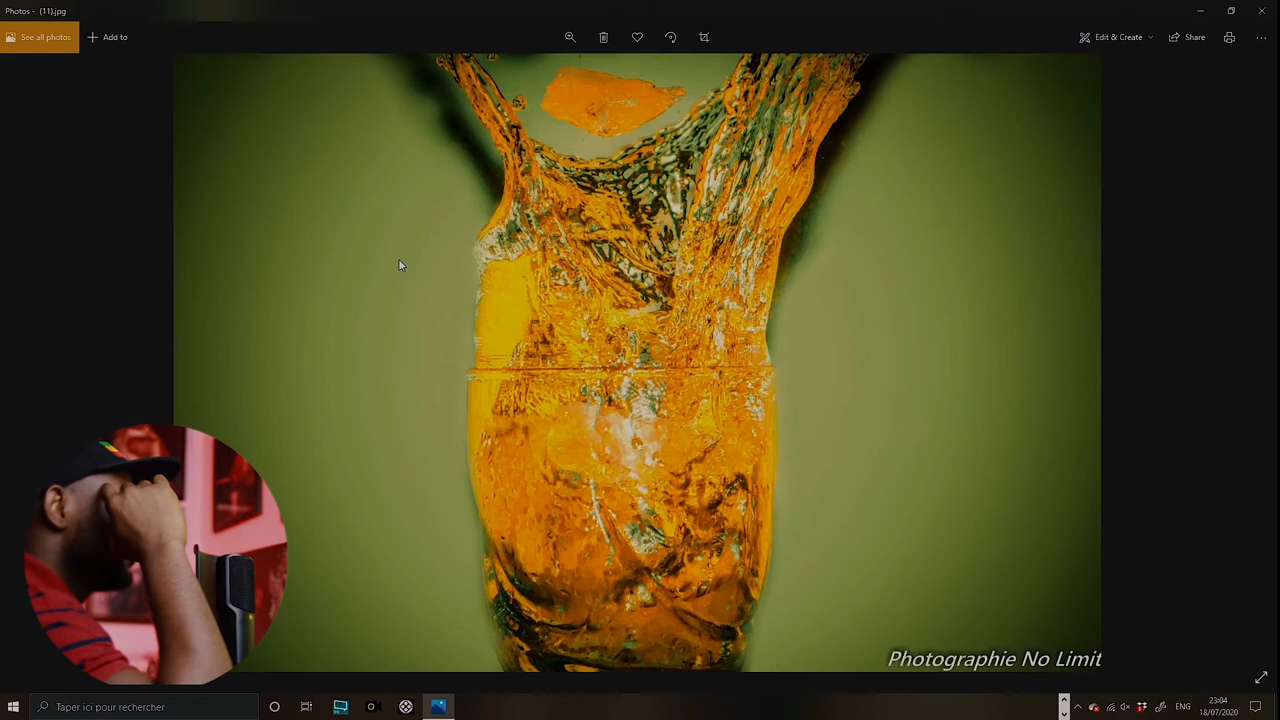 Photos - (11).jpg
See all photos
Add to
Edit & Create
Share
Photographie No Limit
Taper ici pour rechercher
ENG
23:04
18/07/2020